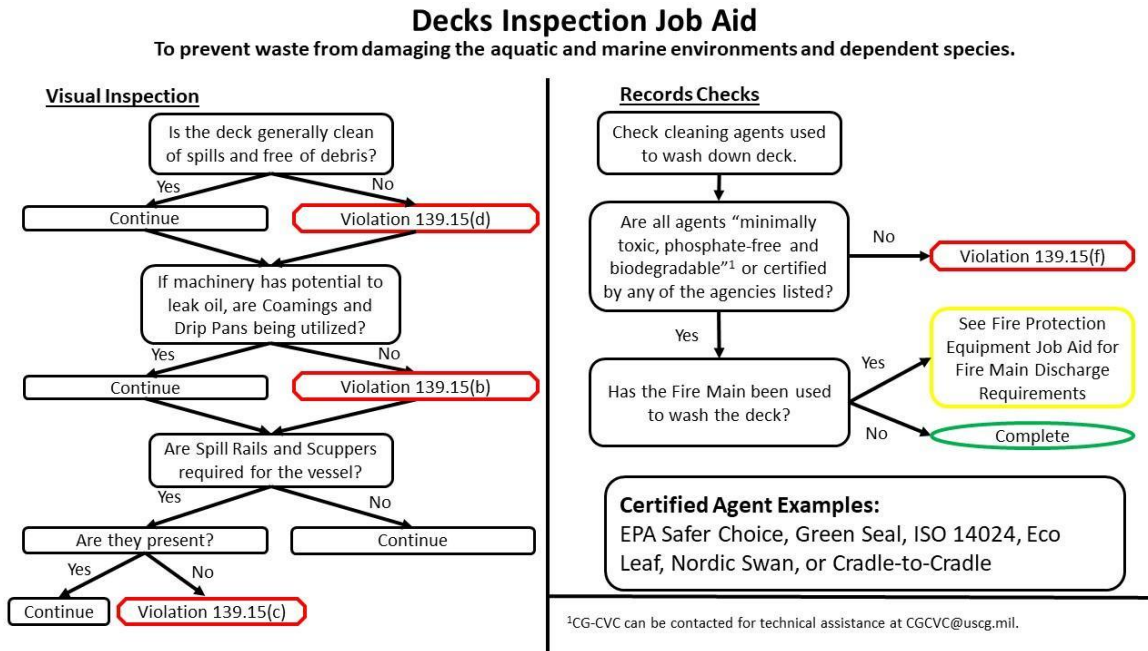 Decks Inspection Job Aid
To prevent waste from damaging the aquatic and marine environments and dependent species.
Visual Inspection
Is the deck generally clean
of spills and free of debris?
Yes
No
Continue
Violation 139.15(d)
If machinery has potential to
leak oil, are Coamings and
Drip Pans being utilized?
Yes
No
Continue
Violation 139.15(b)
Are Spill Rails and Scuppers
required for the vessel?
Yes
No
Are they present?
Continue
Yes
No
Continue
Violation 139.15(c)
Records Checks
Check cleaning agents used
to wash down deck.
Are all agents “minimally
toxic, phosphate-free and
biodegradable”¹ or certified
by any of the agencies listed?
No
Violation 139.15(f)
Yes
Has the Fire Main been used
to wash the deck?
Yes
See Fire Protection
Equipment Job Aid for
Fire Main Discharge
Requirements
No
Complete
Certified Agent Examples:
EPA Safer Choice, Green Seal, ISO 14024, Eco
Leaf, Nordic Swan, or Cradle-to-Cradle
¹CG-CVC can be contacted for technical assistance at CGCVC@uscg.mil.